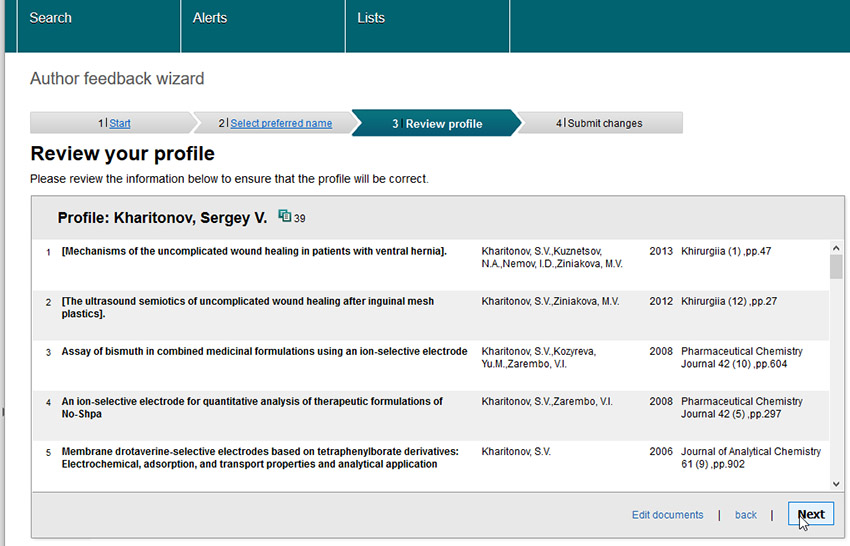 Search
Alerts
Lists
Author feedback wizard
1 Start
2 Select preferred name
3 Review profile
4 Submit changes
Review your profile
Please review the information below to ensure that the profile will be correct.
Profile: Kharitonov, Sergey V. 39
1 [Mechanisms of the uncomplicated wound healing in patients with ventral hernia]. Kharitonov, S.V.,Kuznetsov, 2013 Khirurgiia (1) ,pp.47
N.A.,Nemov, I.D.,Ziniakova, M.V.
2 [The ultrasound semiotics of uncomplicated wound healing after inguinal mesh Kharitonov, S.V.,Ziniakova, M.V. 2012 Khirurgiia (12) ,pp.27
plastics].
3 Assay of bismuth in combined medicinal formulations using an ion-selective electrode Kharitonov, S.V.,Kozyreva, 2008 Pharmaceutical Chemistry
Yu.M.,Zarembo, V.I. Journal 42 (10) ,pp.604
4 An ion-selective electrode for quantitative analysis of therapeutic formulations of Kharitonov, S.V.,Zarembo, V.I. 2008 Pharmaceutical Chemistry
No-Shpa Journal 42 (5) ,pp.297
5 Membrane drotaverine-selective electrodes based on tetraphenylborate derivatives: Kharitonov, S.V. 2006 Journal of Analytical Chemistry
Electrochemical, adsorption, and transport properties and analytical application 61 (9) ,pp.902
Edit documents | back | Next